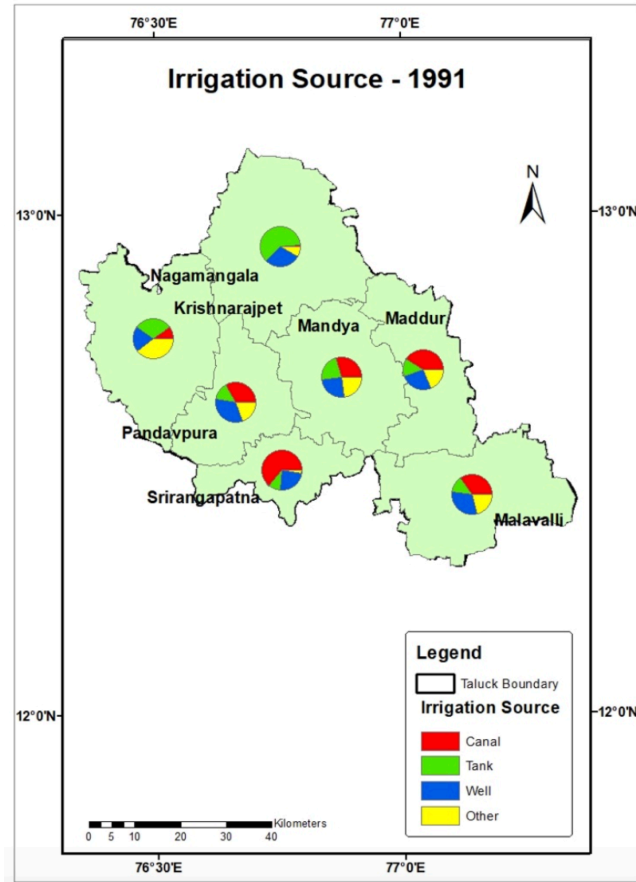 76°30'E 77°0'E
Irrigation Source - 1991
N
13°0'N 13°0'N
Nagamangala
Krishnarajpet
Mandya
Maddur
Pandavpura
Srirangapatna
Malavalli
Legend
Taluck Boundary
Irrigation Source
Canal
Tank
Well
Other
12°0'N 12°0'N
Kilometers
0 5 10 20 30 40
76°30'E 77°0'E